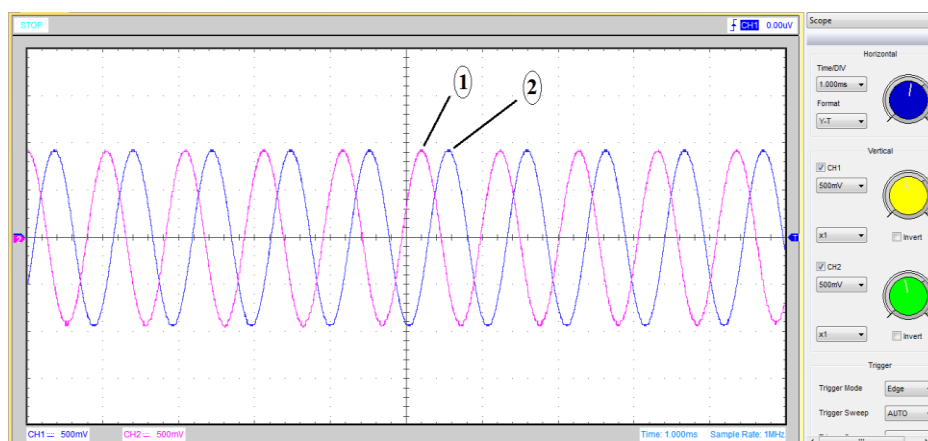 STOP
CH1 0.00uV
1
2
T
CH1 500mV
CH2 500mV
Time: 1.000ms Sample Rate: 1MHz
Scope
Horizontal
Time/DIV
1.000ms
Format
Y-T
Vertical
CH1
500mV
x1
Invert
CH2
500mV
x1
Invert
Trigger
Trigger Mode Edge
Trigger Sweep AUTO